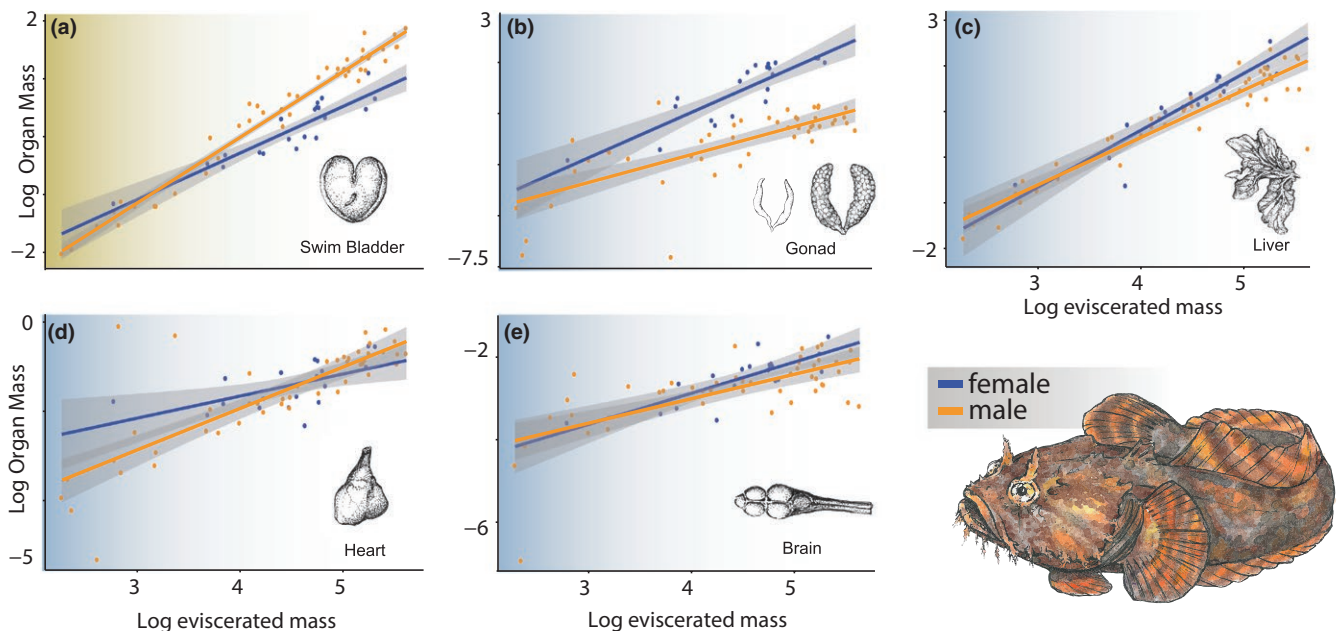 (a)
2
Log Organ Mass
−2
Swim Bladder
(b)
3
−7.5
Gonad
(c)
3
−2
Liver
3
4
5
Log eviscerated mass
(d)
0
Log Organ Mass
−5
Heart
3
4
5
Log eviscerated mass
(e)
−2
−4
−6
Brain
3
4
5
Log eviscerated mass
female
male